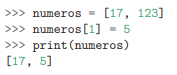 >>> numeros = [17, 123]
>>> numeros[1] = 5
>>> print(numeros)
[17, 5]